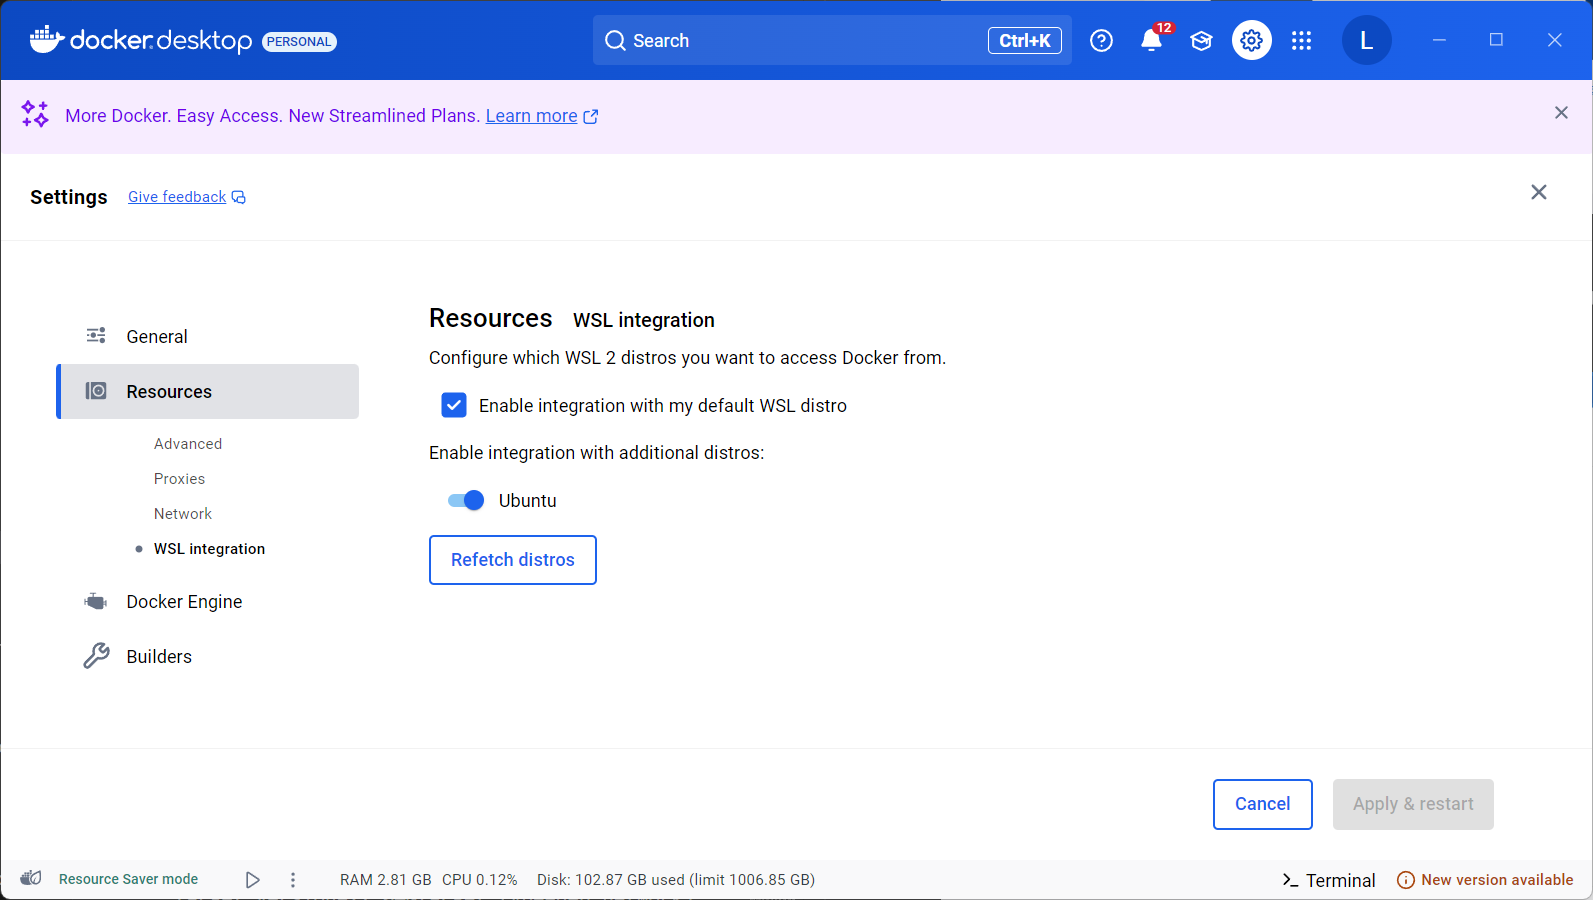 docker.desktop PERSONAL
Search
Ctrl+K
12
L
More Docker. Easy Access. New Streamlined Plans. Learn more
Settings Give feedback
General
Resources
Advanced
Proxies
Network
WSL integration
Docker Engine
Builders
Resources WSL integration
Configure which WSL 2 distros you want to access Docker from.
Enable integration with my default WSL distro
Enable integration with additional distros:
Ubuntu
Refetch distros
Cancel
Apply & restart
Resource Saver mode
RAM 2.81 GB CPU 0.12% Disk: 102.87 GB used (limit 1006.85 GB)
Terminal
New version available